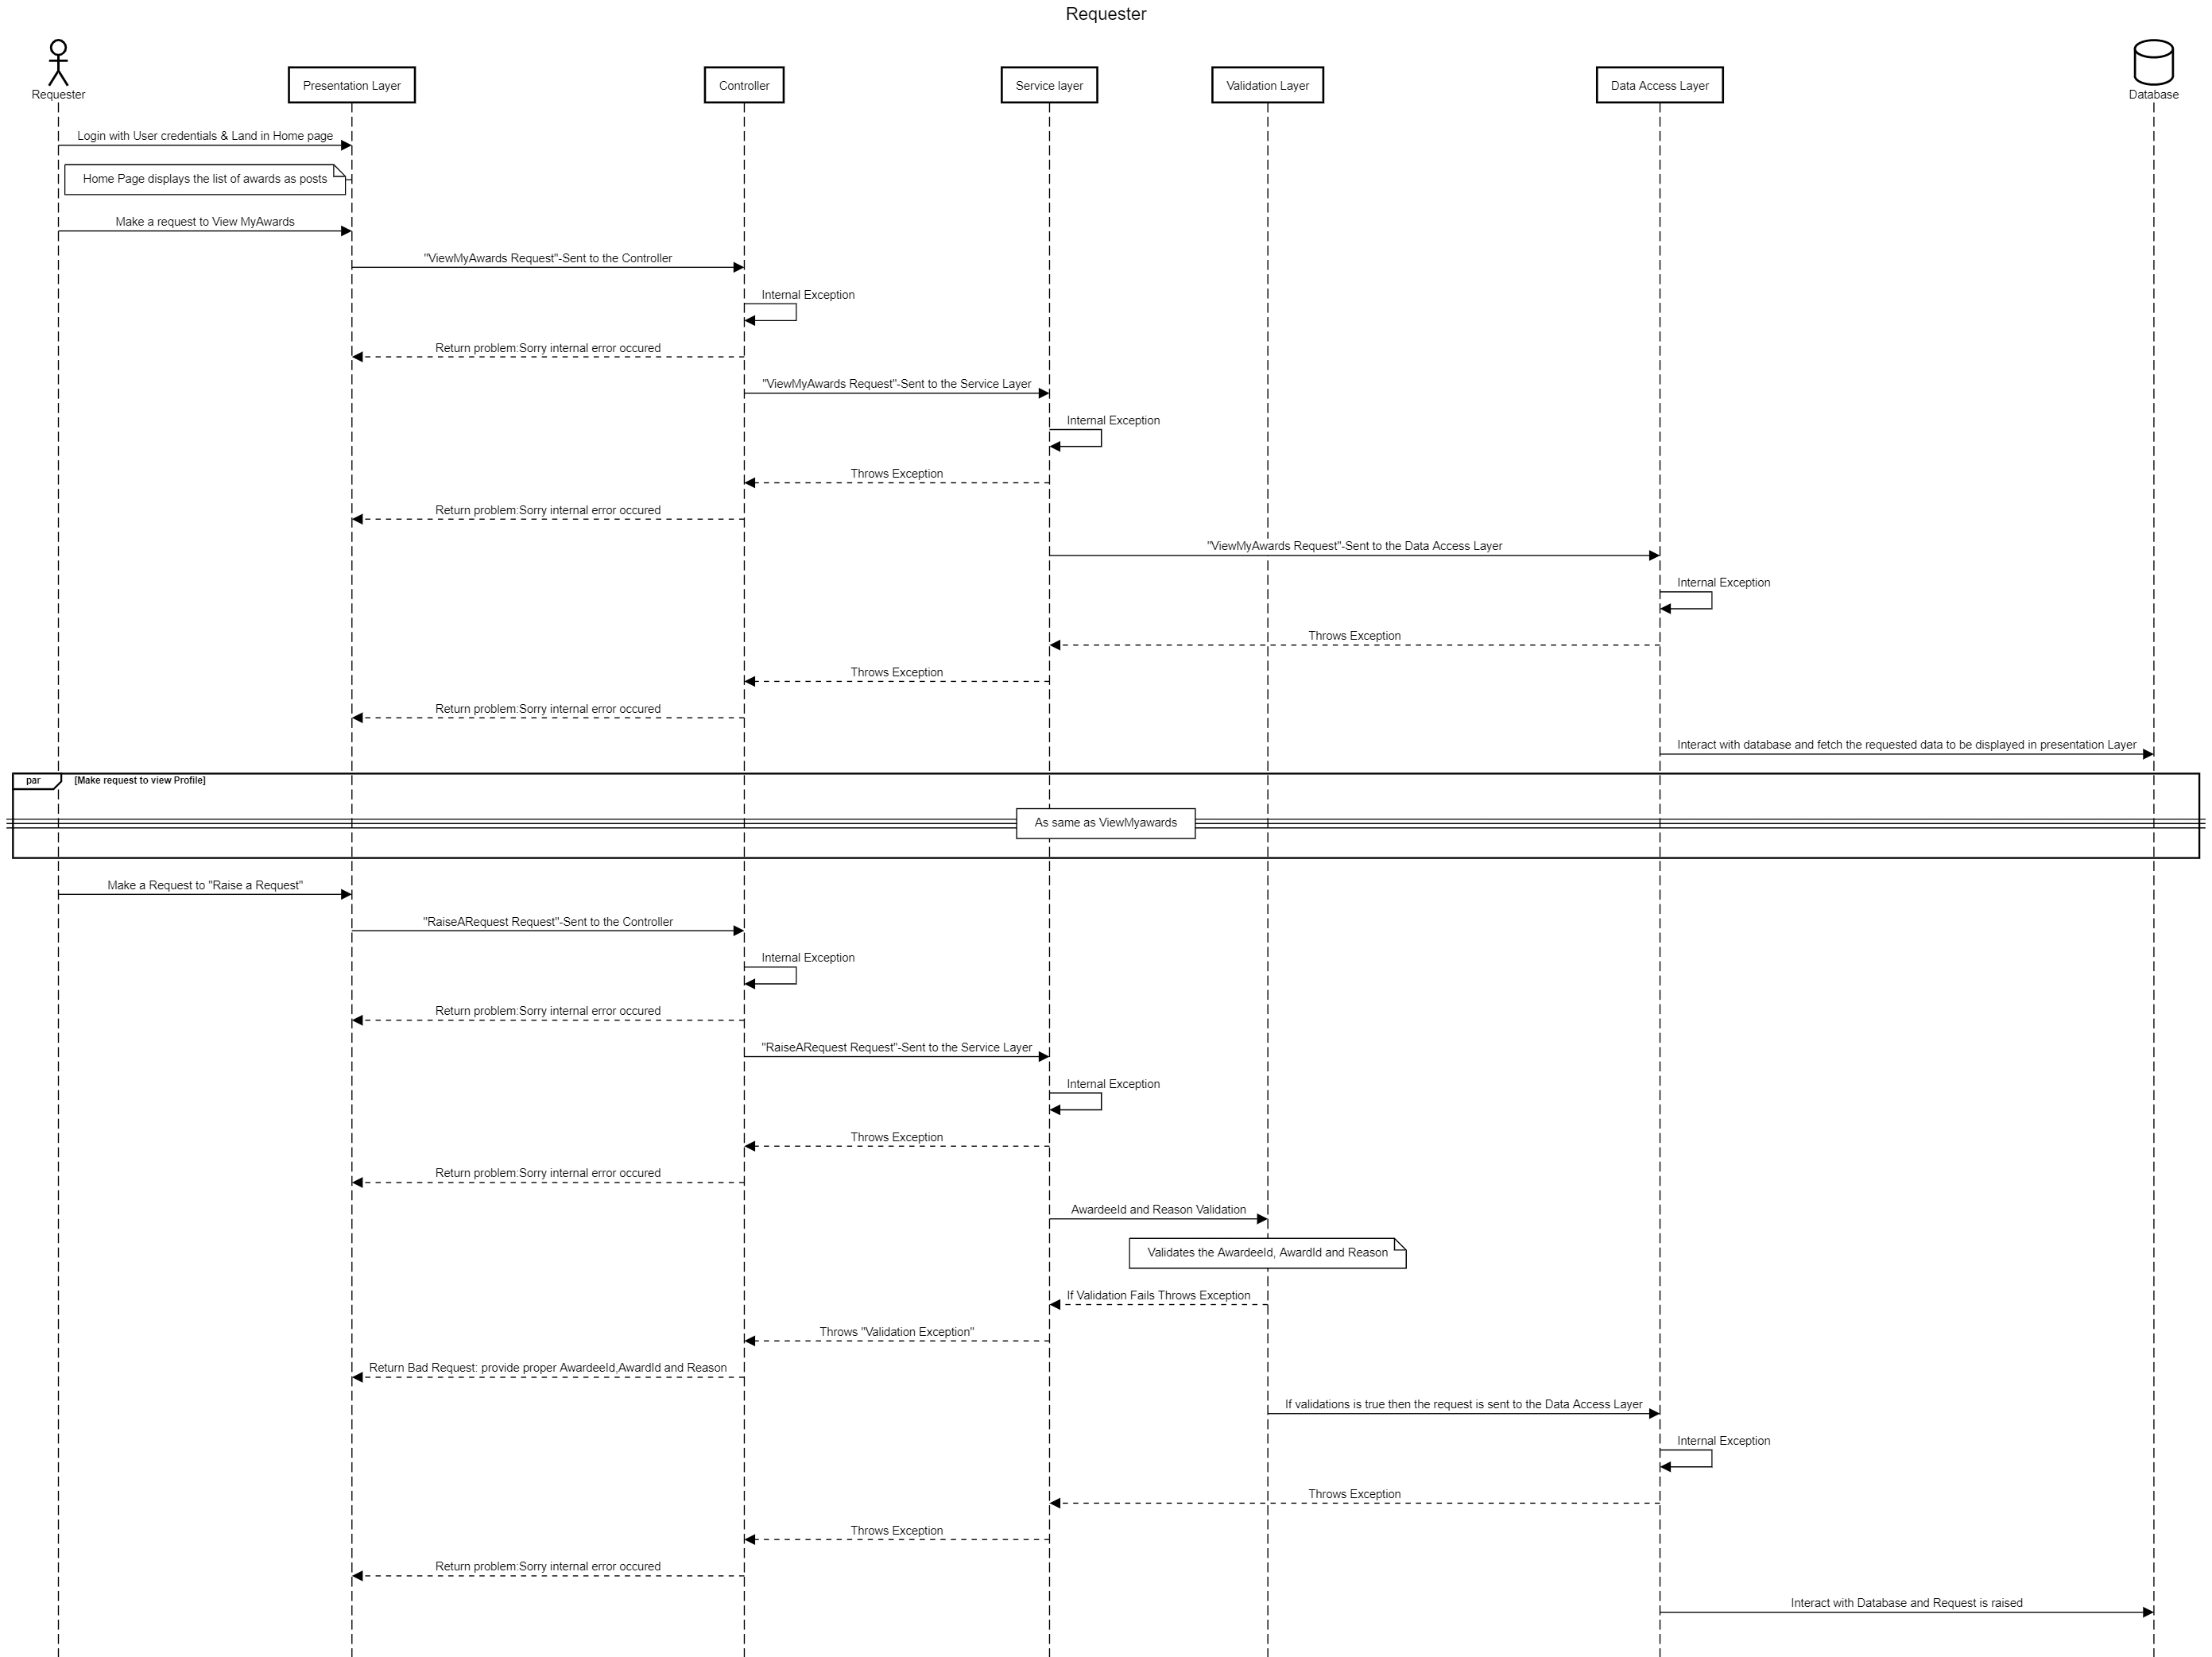 Requester
Requester
Presentation Layer
Controller
Service layer
Validation Layer
Data Access Layer
Database
Login with User credentials & Land in Home page
Home Page displays the list of awards as posts
Make a request to View MyAwards
"ViewMyAwards Request"-Sent to the Controller
Internal Exception
Return problem:Sorry internal error occured
"ViewMyAwards Request"-Sent to the Service Layer
Internal Exception
Throws Exception
Return problem:Sorry internal error occured
"ViewMyAwards Request"-Sent to the Data Access Layer
Internal Exception
Throws Exception
Throws Exception
Return problem:Sorry internal error occured
Interact with database and fetch the requested data to be displayed in presentation Layer
par
[Make request to view Profile]
As same as ViewMyawards
Make a Request to "Raise a Request"
"RaiseARequest Request"-Sent to the Controller
Internal Exception
Return problem:Sorry internal error occured
"RaiseARequest Request"-Sent to the Service Layer
Internal Exception
Throws Exception
Return problem:Sorry internal error occured
AwardeeId and Reason Validation
Validates the AwardeeId, AwardId and Reason
If Validation Fails Throws Exception
Throws "Validation Exception"
Return Bad Request: provide proper AwardeeId,AwardId and Reason
If validations is true then the request is sent to the Data Access Layer
Internal Exception
Throws Exception
Throws Exception
Return problem:Sorry internal error occured
Interact with Database and Request is raised